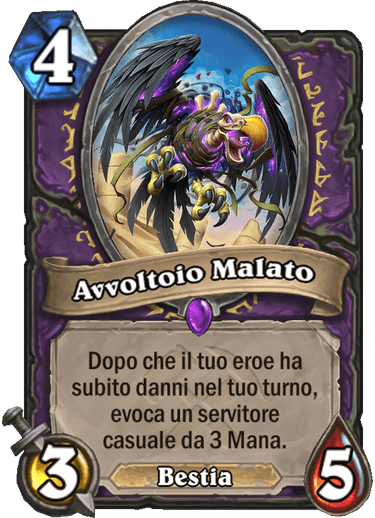 4
Avvoltoio Malato
Dopo che il tuo eroe ha
subito danni nel tuo turno,
evoca un servitore
casuale da 3 Mana.
3
Bestia
5